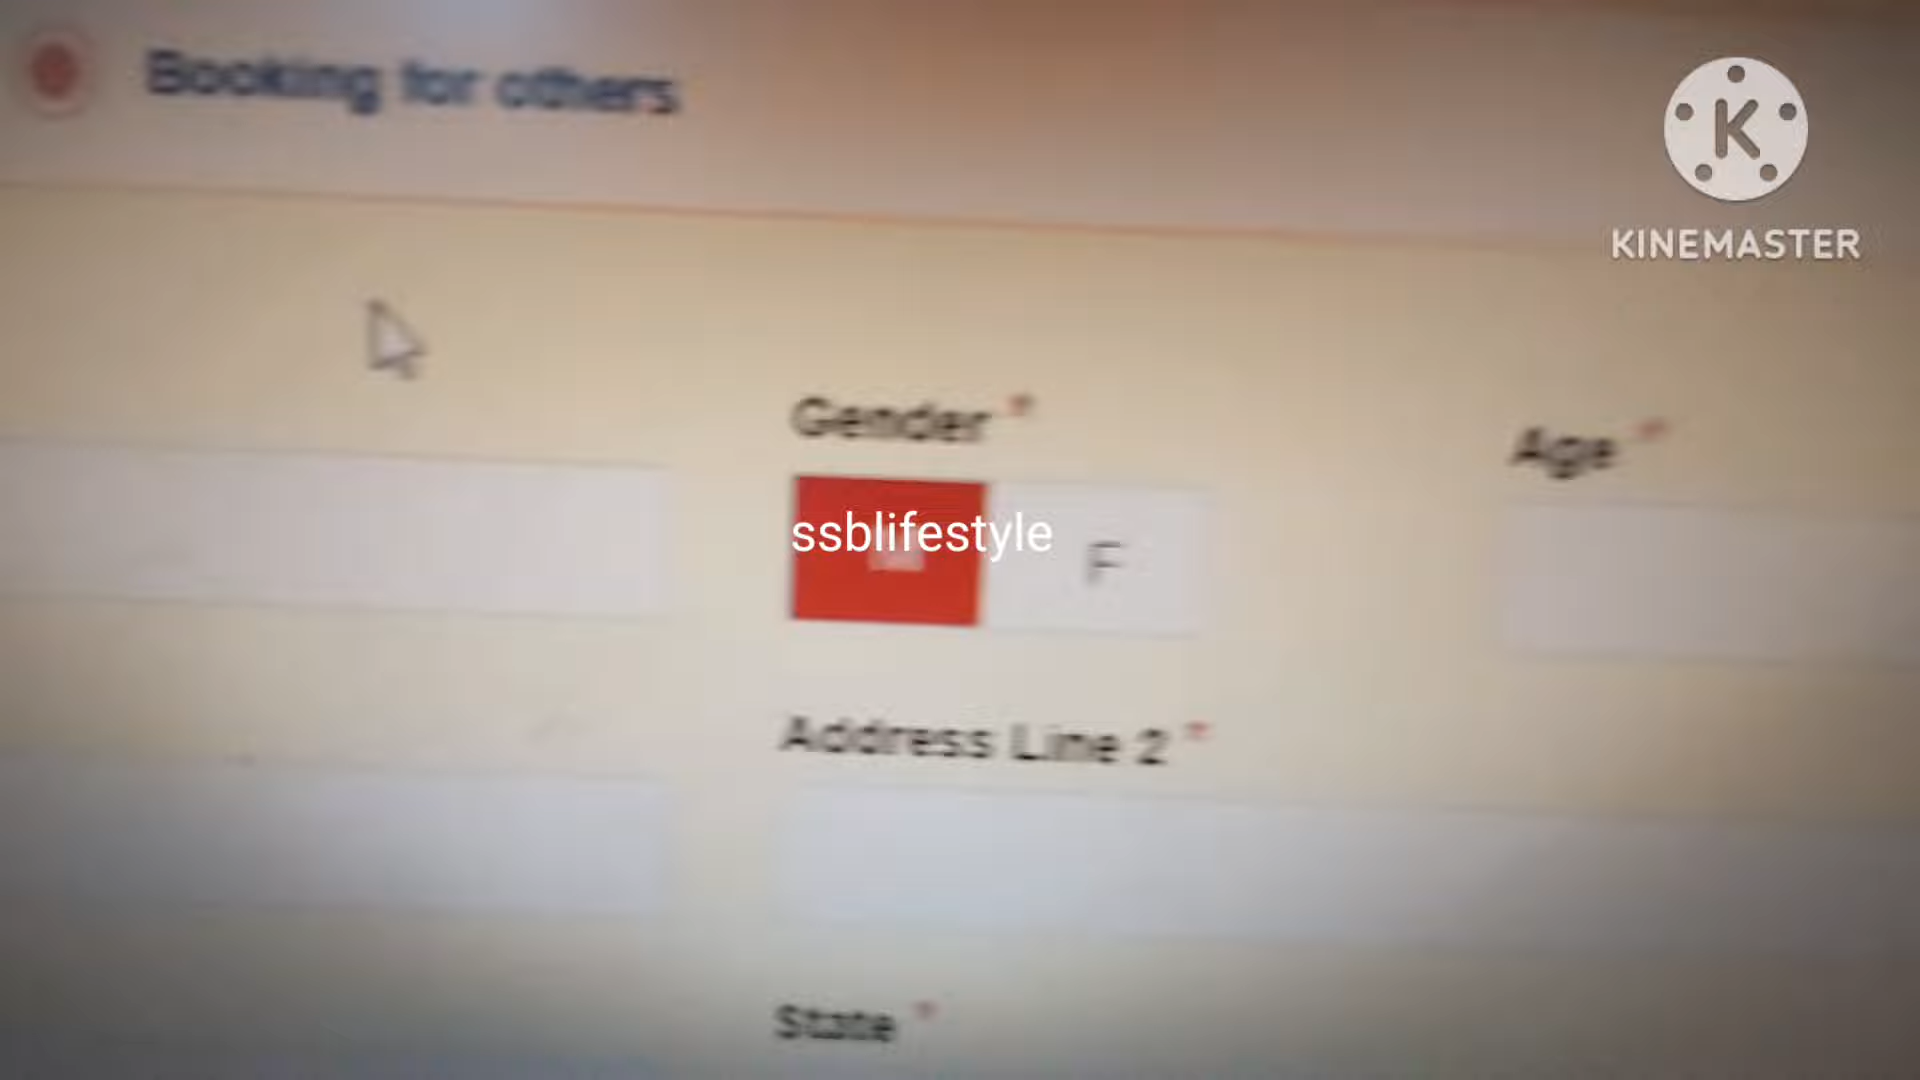 Booking for others
K
KINEMASTER
Gender *
Age *
ssblifestyle
F
Address Line 2 *
State *